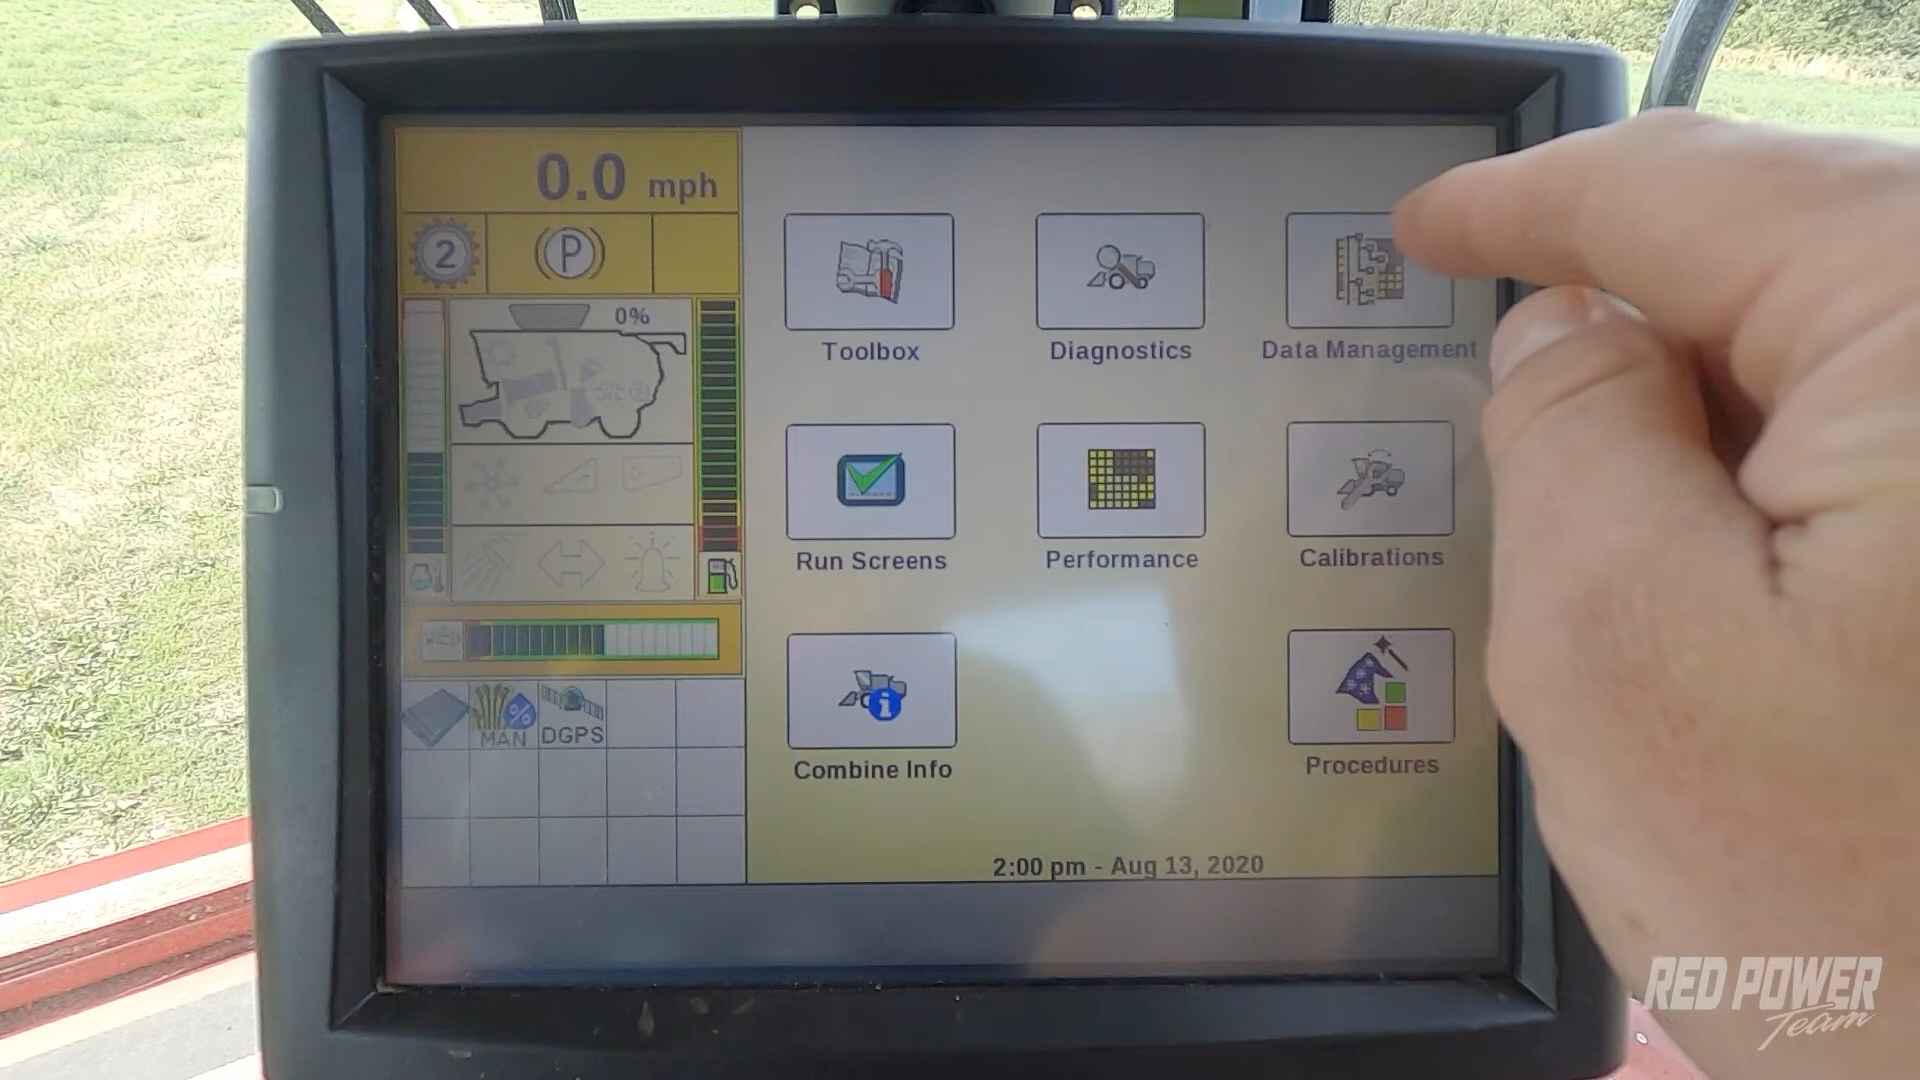 0.0 mph
2
P
0%
MAN
DGPS
Toolbox
Diagnostics
Data Management
Run Screens
Performance
Calibrations
Combine Info
Procedures
2:00 pm - Aug 13, 2020
RED POWER
Team